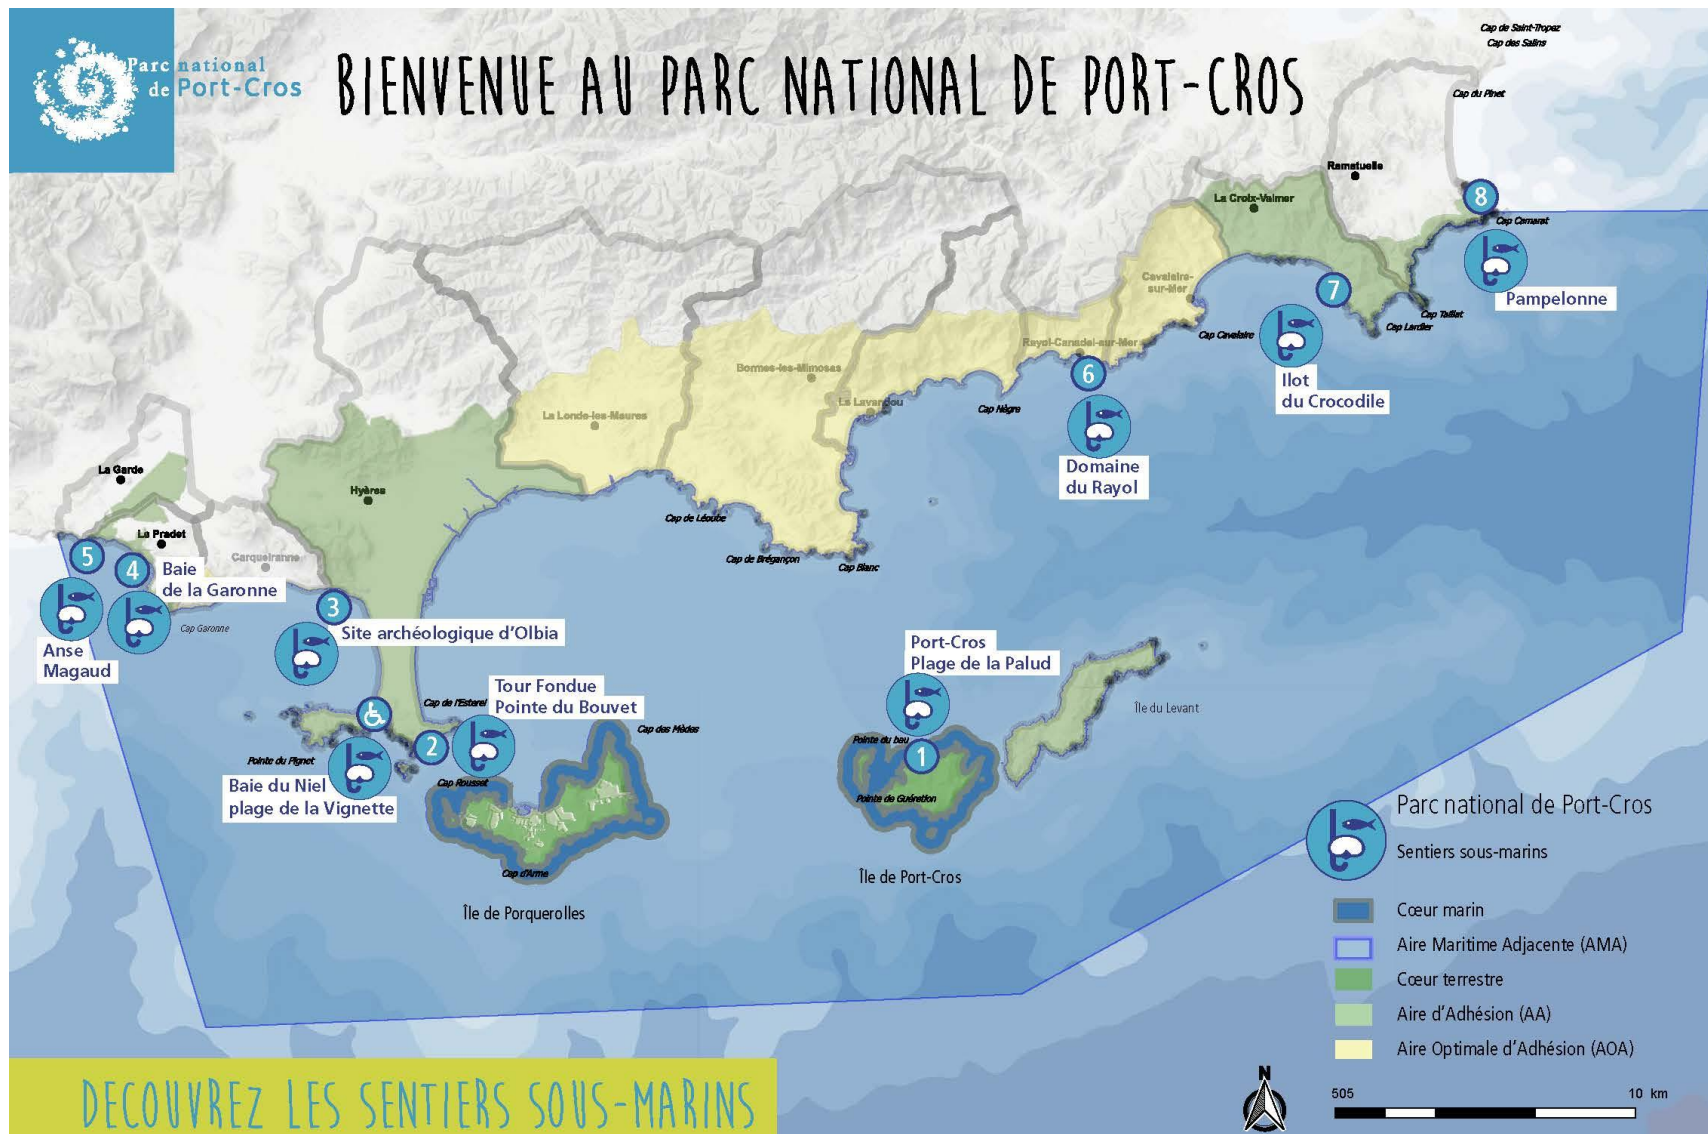 Parc national
de Port-Cros
BIENVENUE AU PARC NATIONAL DE PORT-CROS
Cap de Saint-Tropez
Cap des Salins
Cap du Pinet
Ramatuelle
La Croix-Valmer
8
Cap Camarat
Pampelonne
Cavalaire-
sur-Mer
7
Cap Taillat
Cap Lardier
Cap Cavalaire
Ilot
du Crocodile
Rayol-Canadel-sur-Mer
6
Domaine
du Rayol
Cap Nègre
Bormes-les-Mimosas
Le Lavandou
La Londe-les-Maures
Cap de Léoube
Cap de Brégançon
Cap Blanc
Hyères
La Garde
Le Pradet
Carqueiranne
5
4
Baie
de la Garonne
Anse
Magaud
Cap Garonne
3
Site archéologique d'Olbia
Tour Fondue
Pointe du Bouvet
Cap de l'Esterel
Cap des Mèdes
2
Pointe du Pignet
Baie du Niel
plage de la Vignette
Cap Rousset
Cap d'Arme
Île de Porquerolles
Port-Cros
Plage de la Palud
Pointe du bau
1
Pointe de Guéretion
Île de Port-Cros
Île du Levant
Parc national de Port-Cros
Sentiers sous-marins
Cœur marin
Aire Maritime Adjacente (AMA)
Cœur terrestre
Aire d'Adhésion (AA)
Aire Optimale d'Adhésion (AOA)
N
505 10 km
DECOUVREZ LES SENTIERS SOUS-MARINS